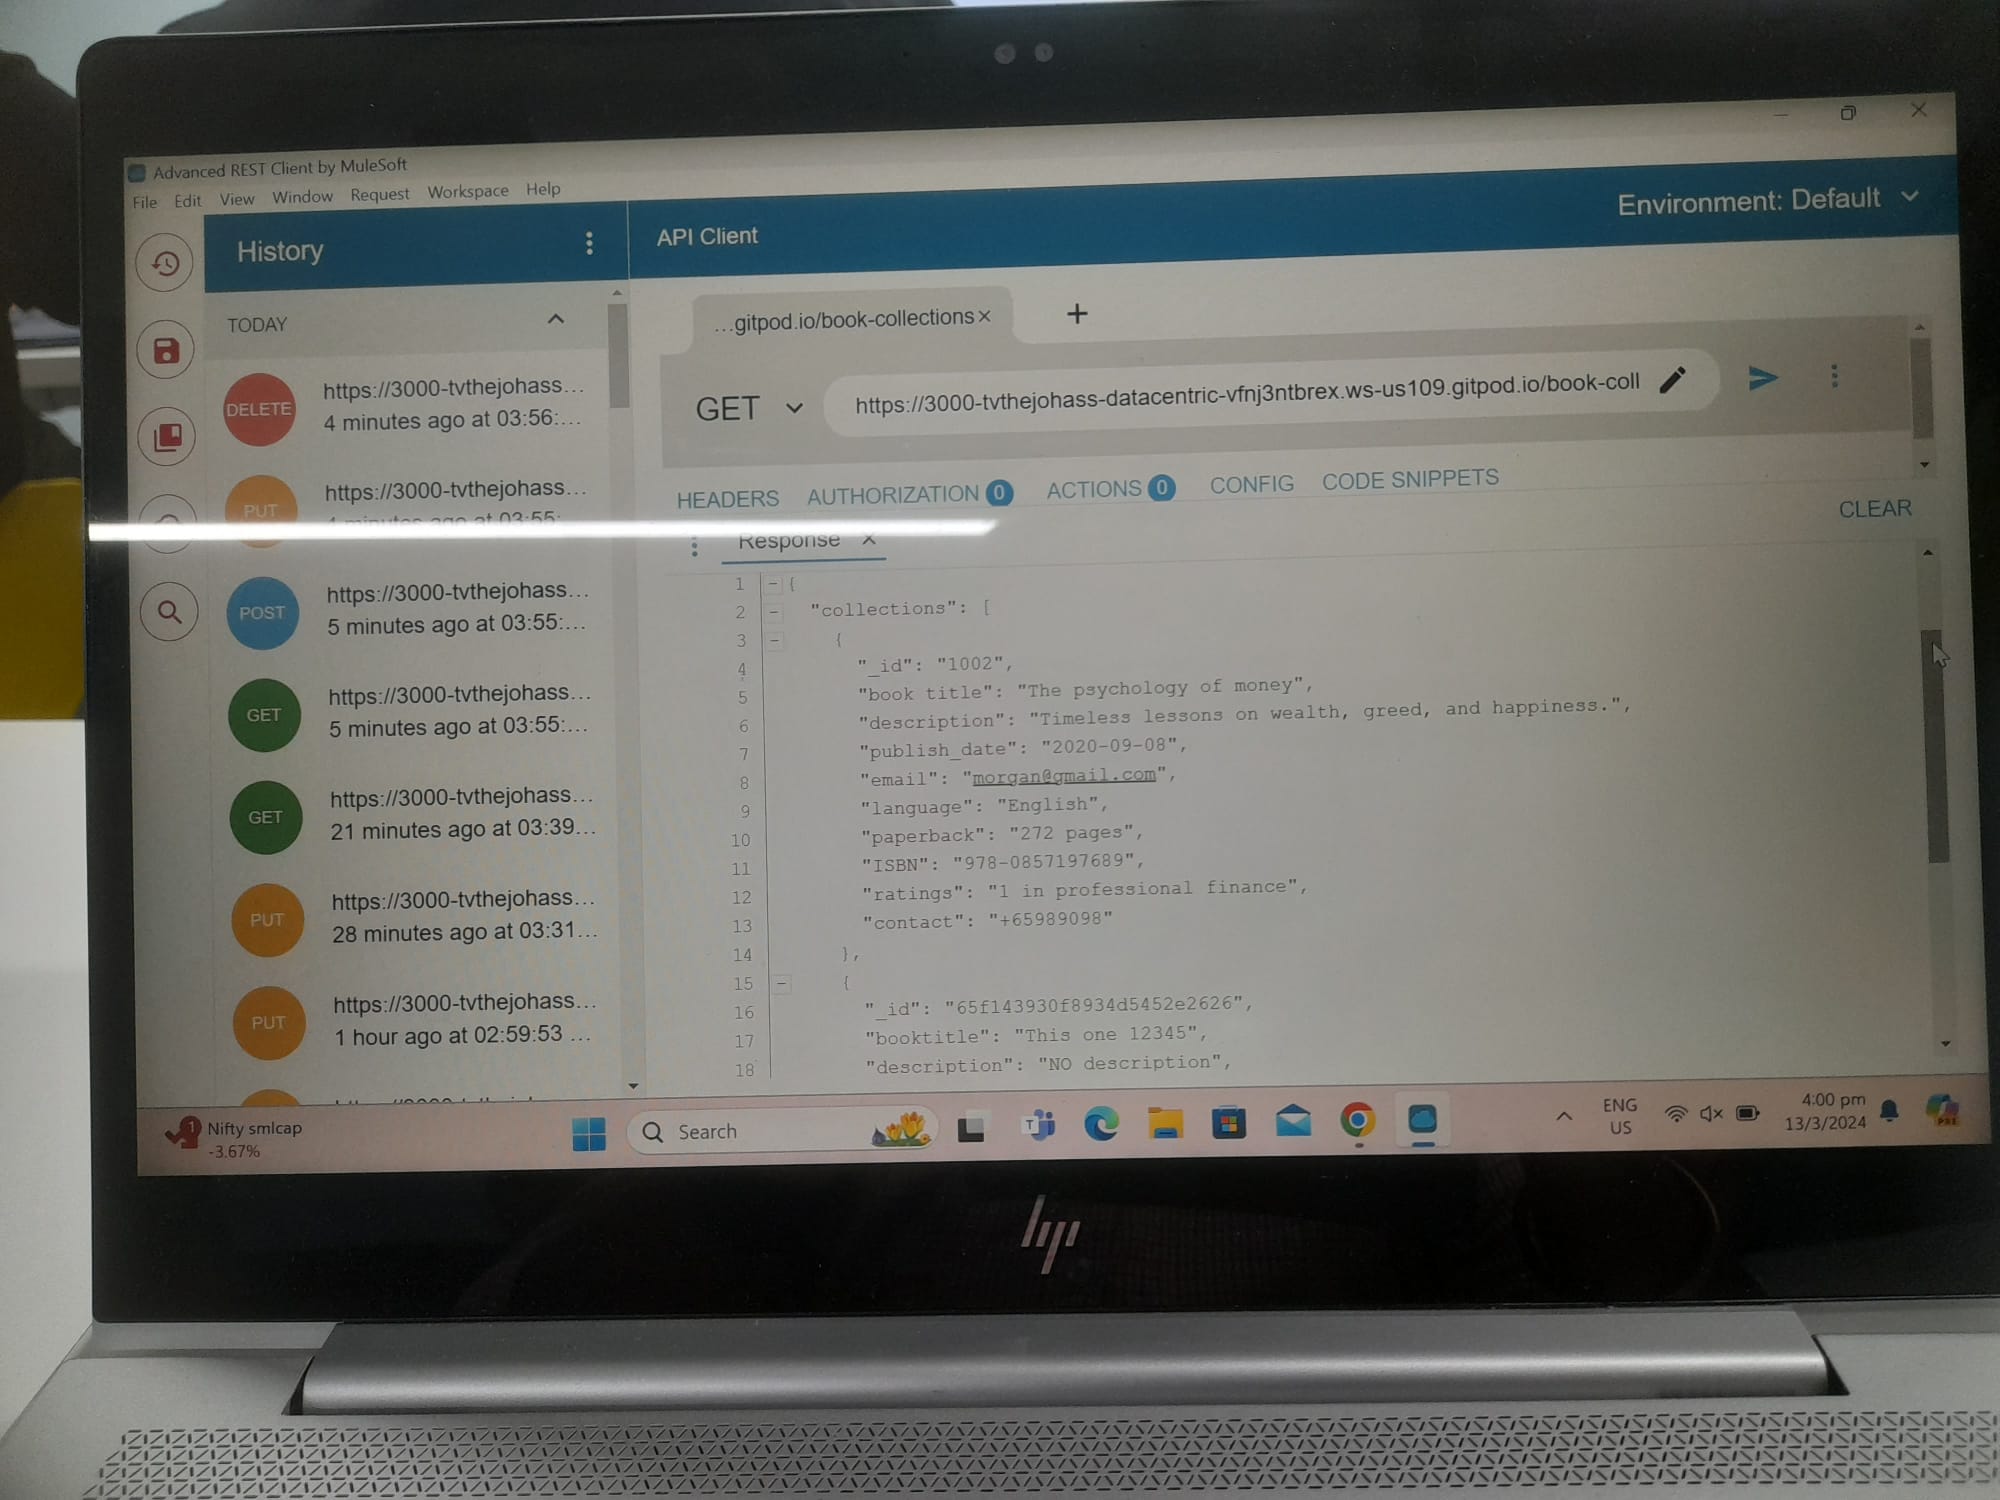 Advanced REST Client by MuleSoft
File Edit View Window Request Workspace Help
History
API Client
Environment: Default
TODAY
...gitpod.io/book-collections ×
+
DELETE
https://3000-tvthejohass...
4 minutes ago at 03:56:...
PUT
https://3000-tvthejohass...
4 minutes ago at 03:55:
POST
https://3000-tvthejohass...
5 minutes ago at 03:55:...
GET
https://3000-tvthejohass...
5 minutes ago at 03:55:...
GET
https://3000-tvthejohass...
21 minutes ago at 03:39...
PUT
https://3000-tvthejohass...
28 minutes ago at 03:31...
PUT
https://3000-tvthejohass...
1 hour ago at 02:59:53 ...
GET
https://3000-tvthejohass-datacentric-vfnj3ntbrex.ws-us109.gitpod.io/book-coll
HEADERS AUTHORIZATION 0 ACTIONS 0 CONFIG CODE SNIPPETS
CLEAR
Response ×
1 {
2 "collections": [
3 {
4 "_id": "1002",
5 "book title": "The psychology of money",
6 "description": "Timeless lessons on wealth, greed, and happiness.",
7 "publish_date": "2020-09-08",
8 "email": "morgan@gmail.com",
9 "language": "English",
10 "paperback": "272 pages",
11 "ISBN": "978-0857197689",
12 "ratings": "1 in professional finance",
13 "contact": "+65989098"
14 },
15 {
16 "_id": "65f143930f8934d5452e2626",
17 "booktitle": "This one 12345",
18 "description": "NO description",
1
Nifty smlcap
-3.67%
Search
ENG
US
4:00 pm
13/3/2024
PRE
hp